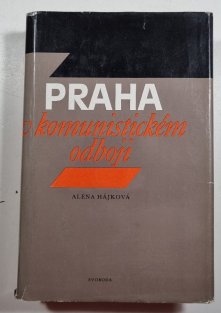 PRAHA
v komunistickém
odboji
ALENA HÁJKOVÁ
SVOBODA